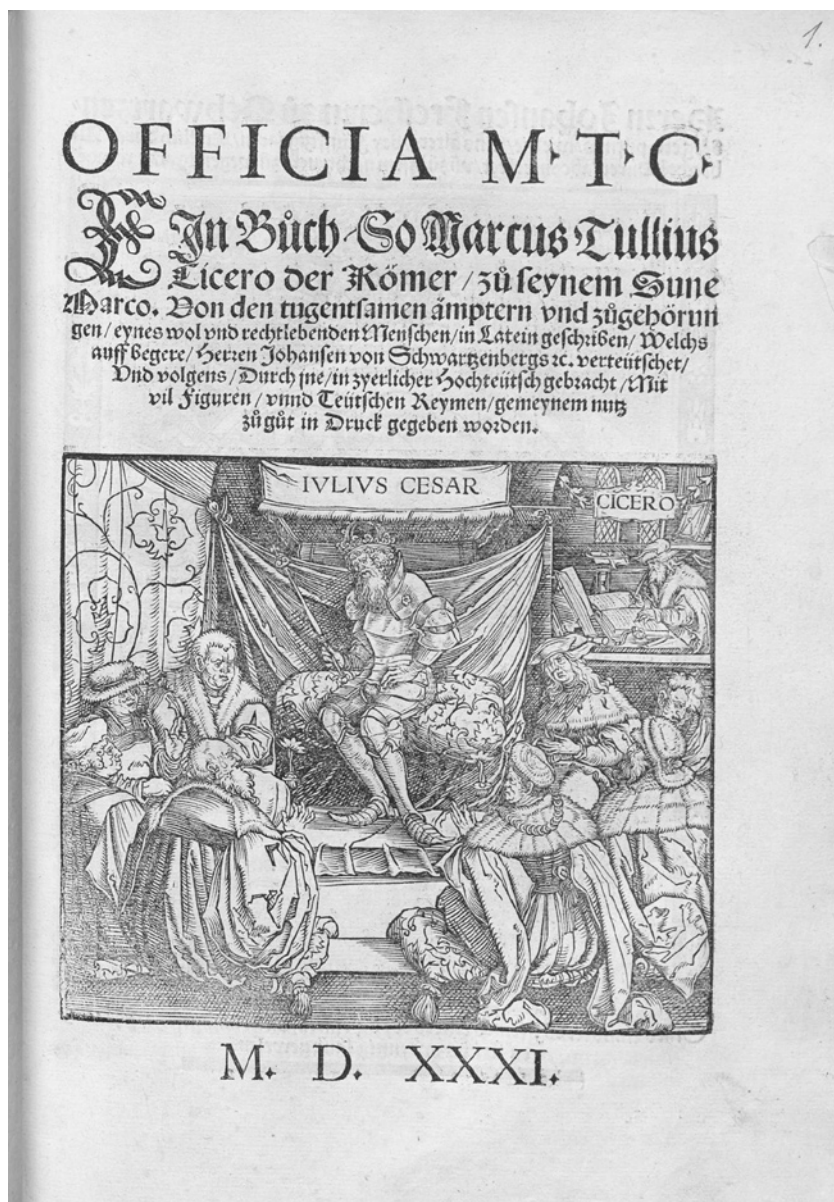 1.
OFFICIA M·T·C·
EIn Bůch So Marcus Tullius
Cicero der Römer / zů seynem Sune
Marco. Von den tugentsamen ämptern vnd zůgehörun
gen / eynes wol vnd rechtlebenden Menschen / in Latein geschriben / Welchs
auff begere / Herren Johansen von Schwartzenbergs ꝛc. verteütschet /
Vnd volgens / Durch jne / in zyerlicher Hochteütsch gebracht / Mit
vil Figuren / vnnd Teütschen Reymen / gemeynem nutz
zů gůt in Druck gegeben worden.
IVLIVS CESAR
CICERO
M. D. XXXI.